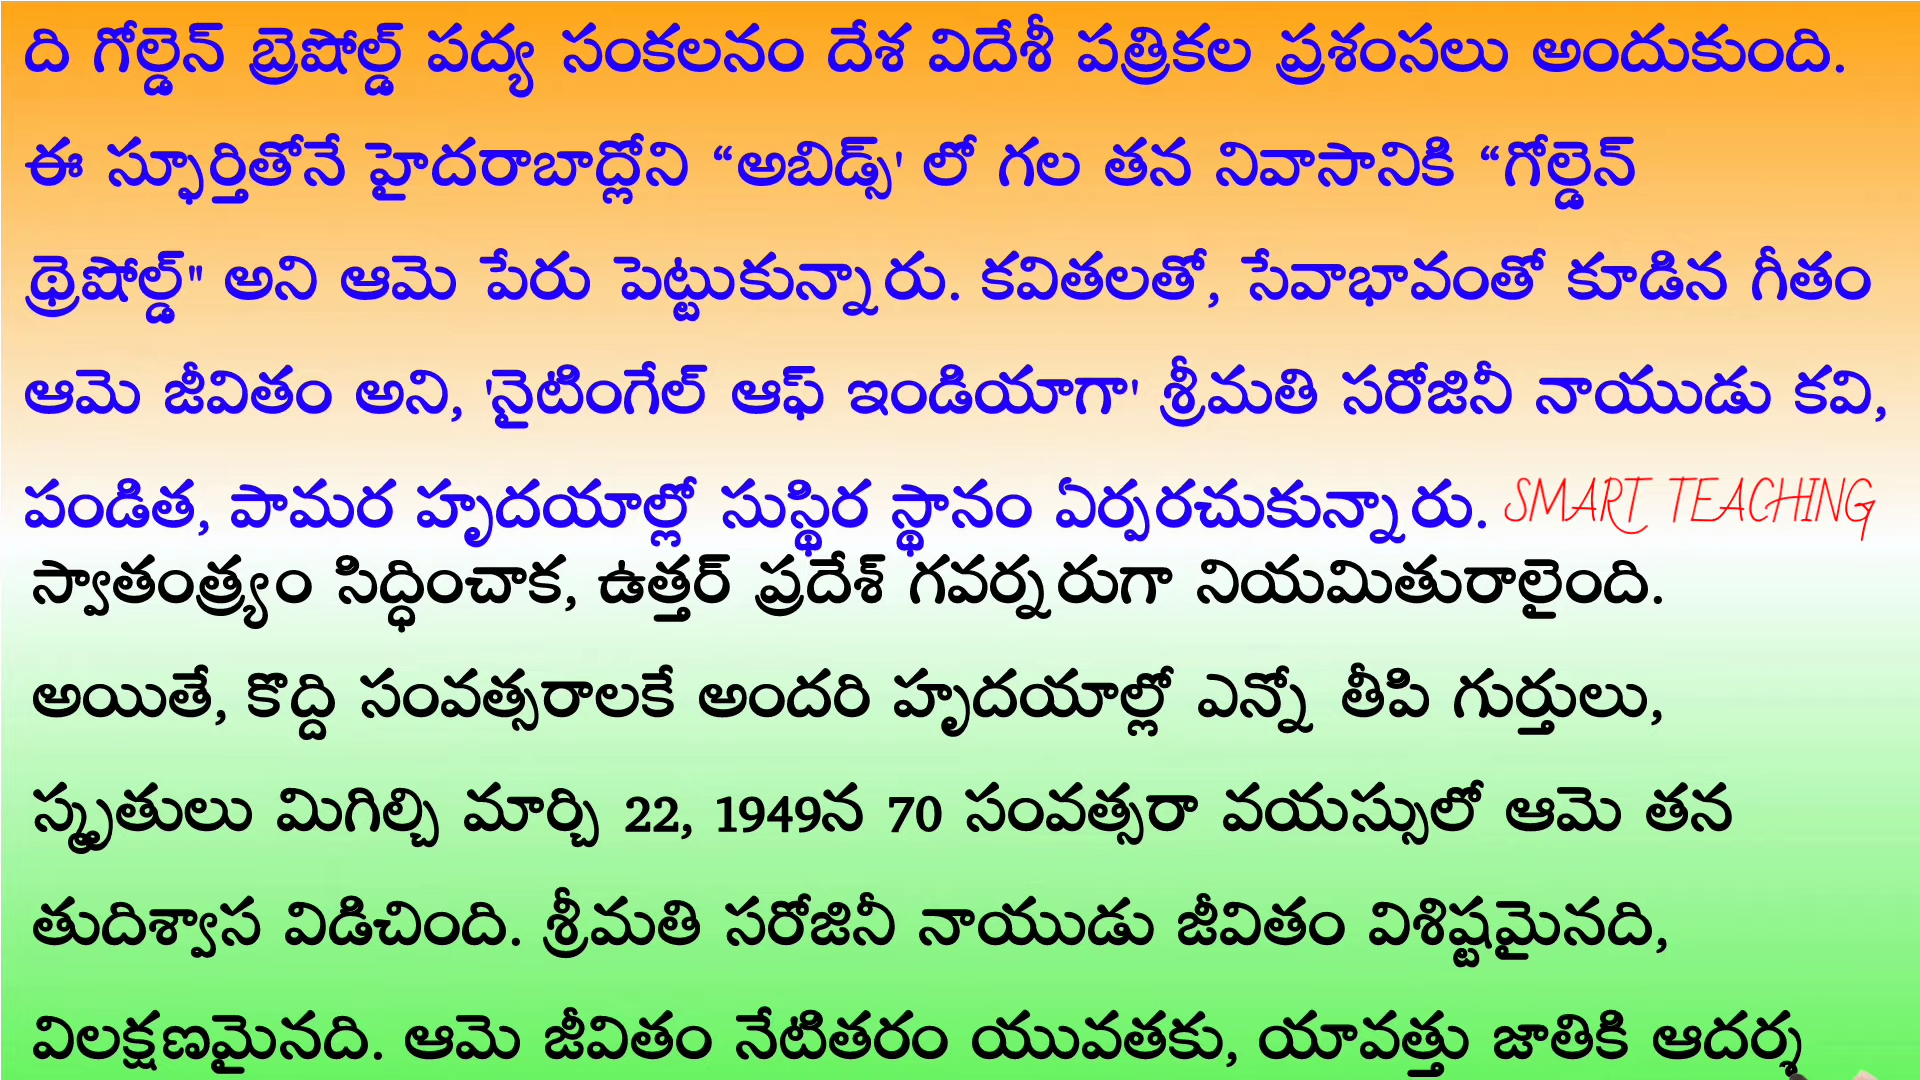 ది గోల్డెన్ బ్రెషోల్డ్ పద్య సంకలనం దేశ విదేశీ పత్రికల ప్రశంసలు అందుకుంది.
ఈ స్ఫూర్తితోనే హైదరాబాద్లోని “అబిడ్స్' లో గల తన నివాసానికి “గోల్డెన్
థ్రెషోల్డ్" అని ఆమె పేరు పెట్టుకున్నారు. కవితలతో, సేవాభావంతో కూడిన గీతం
ఆమె జీవితం అని, 'నైటింగేల్ ఆఫ్ ఇండియాగా' శ్రీమతి సరోజినీ నాయుడు కవి,
పండిత, పామర హృదయాల్లో సుస్థిర స్థానం ఏర్పరచుకున్నారు. SMART TEACHING
స్వాతంత్ర్యం సిద్ధించాక, ఉత్తర్ ప్రదేశ్ గవర్నరుగా నియమితురాలైంది.
అయితే, కొద్ది సంవత్సరాలకే అందరి హృదయాల్లో ఎన్నో తీపి గుర్తులు,
స్మృతులు మిగిల్చి మార్చి 22, 1949న 70 సంవత్సరా వయస్సులో ఆమె తన
తుదిశ్వాస విడిచింది. శ్రీమతి సరోజినీ నాయుడు జీవితం విశిష్టమైనది,
విలక్షణమైనది. ఆమె జీవితం నేటితరం యువతకు, యావత్తు జాతికి ఆదర్శ